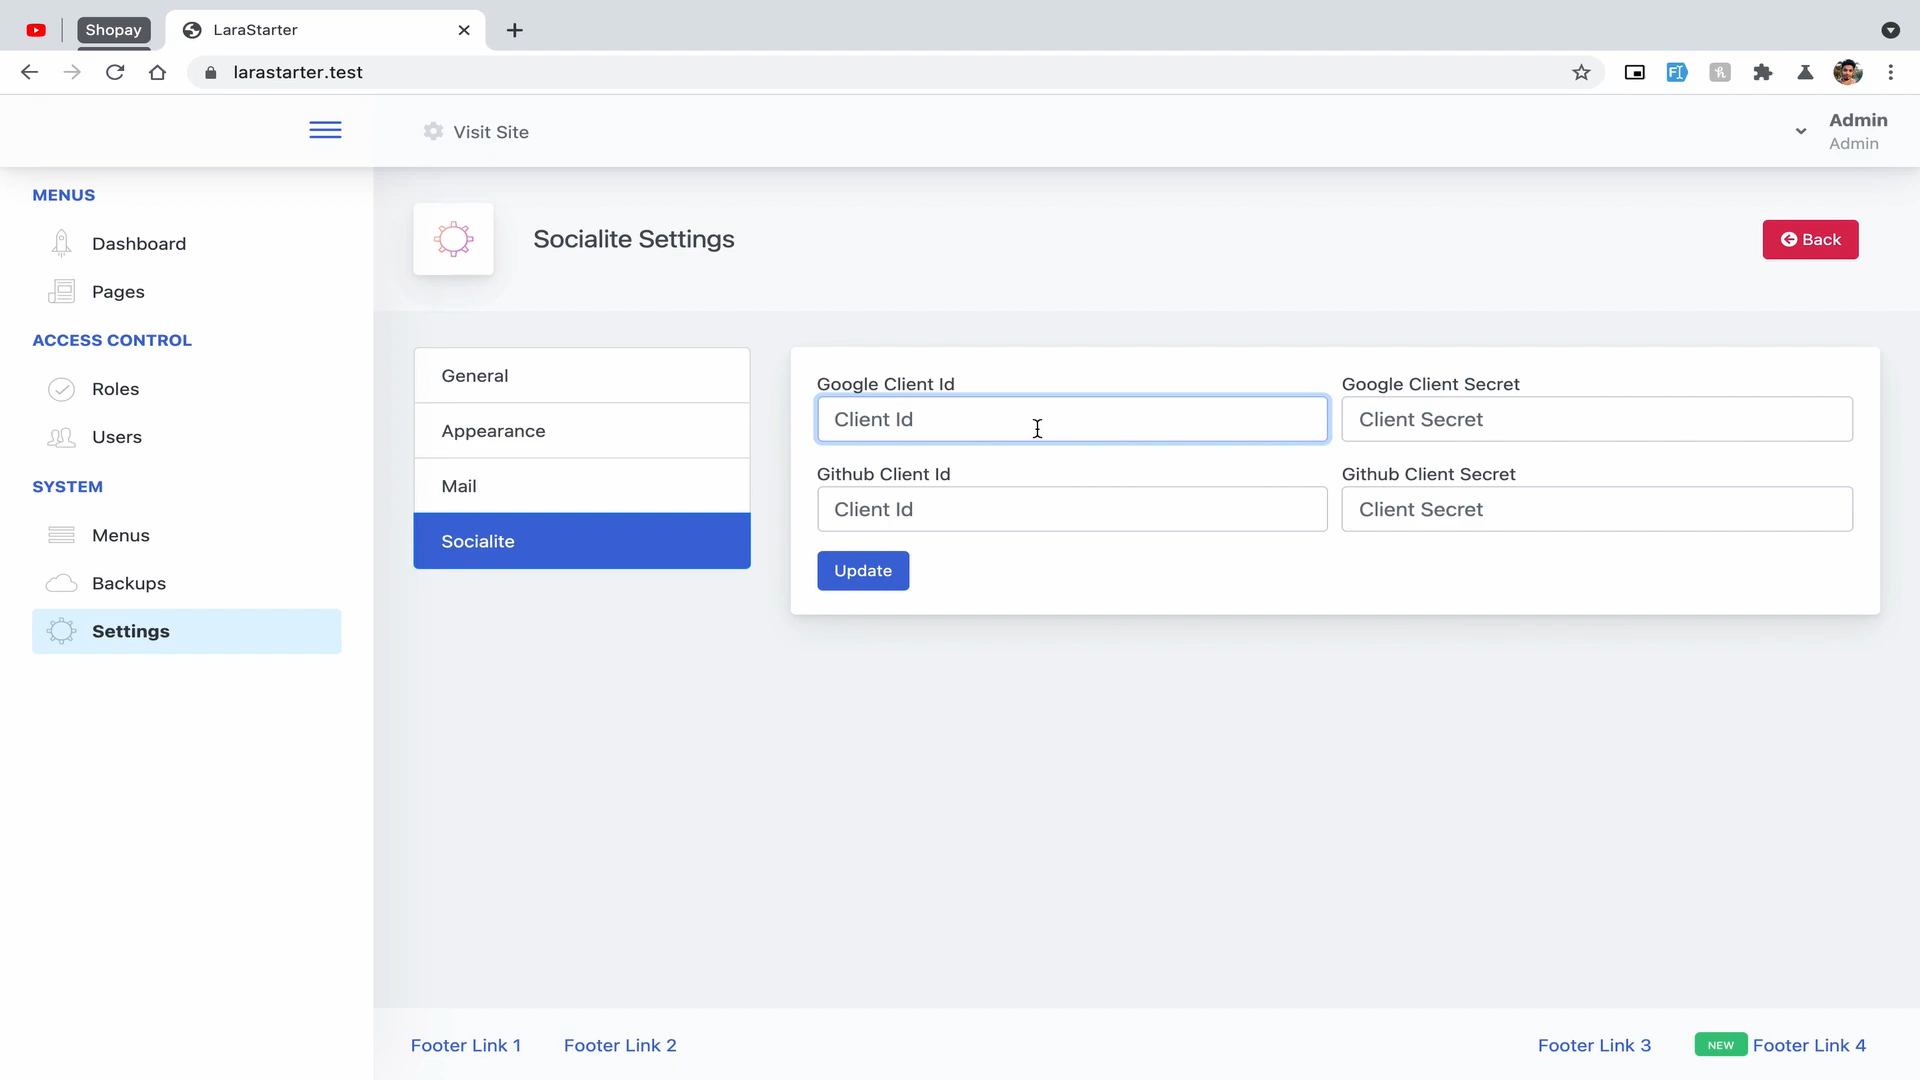 Shopay
LaraStarter
larastarter.test
Visit Site
Admin
Admin
MENUS
Dashboard
Pages
ACCESS CONTROL
Roles
Users
SYSTEM
Menus
Backups
Settings
Socialite Settings
Back
General
Appearance
Mail
Socialite
Google Client Id
Google Client Secret
Client Id
Client Secret
Github Client Id
Github Client Secret
Client Id
Client Secret
Update
Footer Link 1
Footer Link 2
Footer Link 3
NEW Footer Link 4